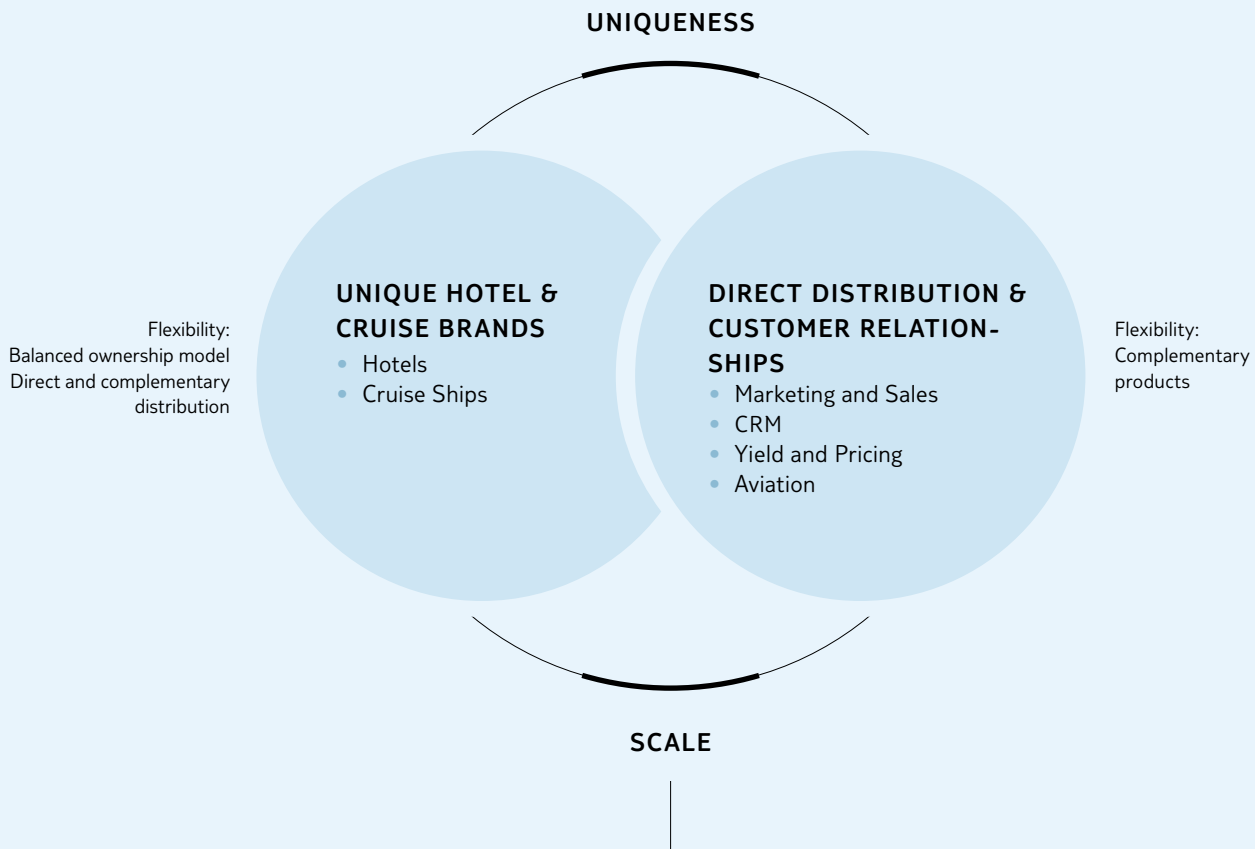 UNIQUENESS
Flexibility:
Balanced ownership model
Direct and complementary
distribution
UNIQUE HOTEL &
CRUISE BRANDS
• Hotels
• Cruise Ships
DIRECT DISTRIBUTION &
CUSTOMER RELATION-
SHIPS
• Marketing and Sales
• CRM
• Yield and Pricing
• Aviation
Flexibility:
Complementary
products
SCALE